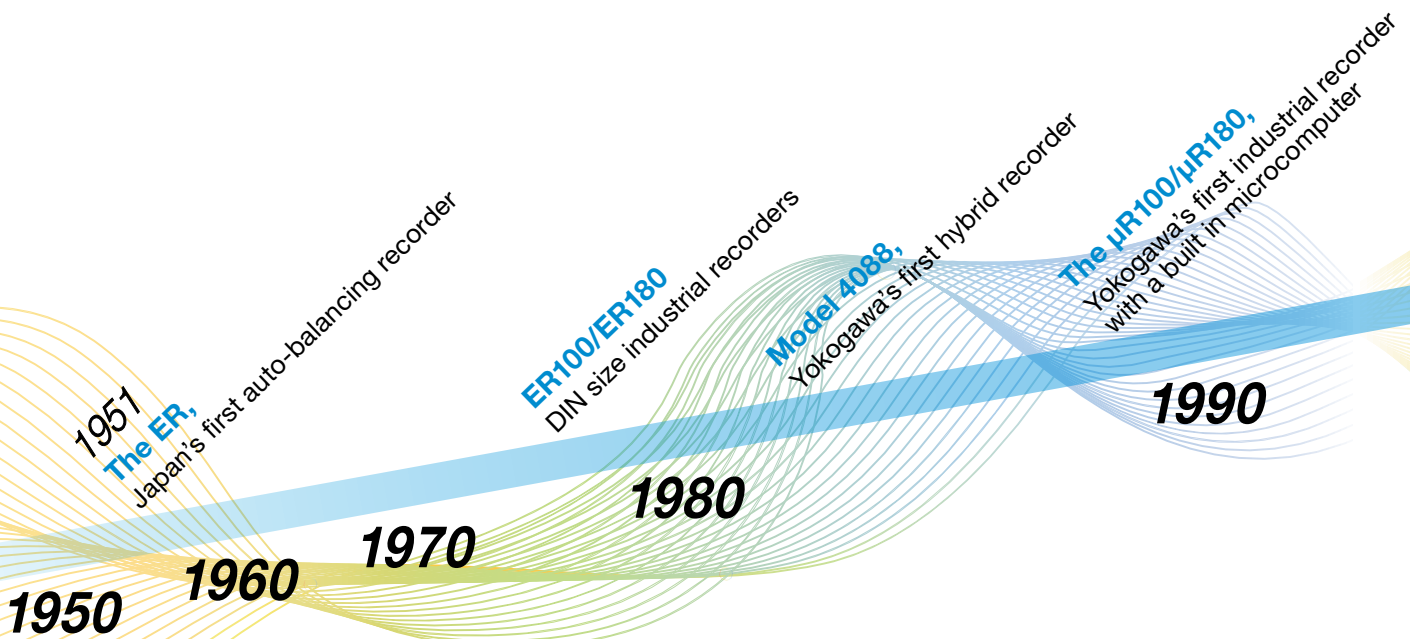 1951
The ER,
Japan's first auto-balancing recorder
ER100/ER180
DIN size industrial recorders
Model 4088,
Yokogawa's first hybrid recorder
The µR100/µR180,
Yokogawa's first industrial recorder
with a built in microcomputer
1950
1960
1970
1980
1990